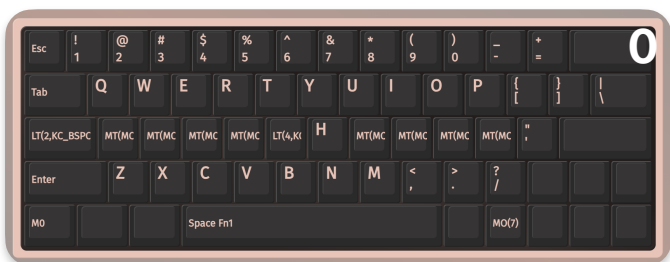 ! @ # $ % ^ & * ( ) _ +
Esc 1 2 3 4 5 6 7 8 9 0 - = 0
Tab Q W E R T Y U I O P { [ } ] | \
LT(2,KC_BSPC MT(MC MT(MC MT(MC MT(MC LT(4,K( H MT(MC MT(MC MT(MC MT(MC " '
Enter Z X C V B N M < , > . ? /
M0 Space Fn1 MO(7)